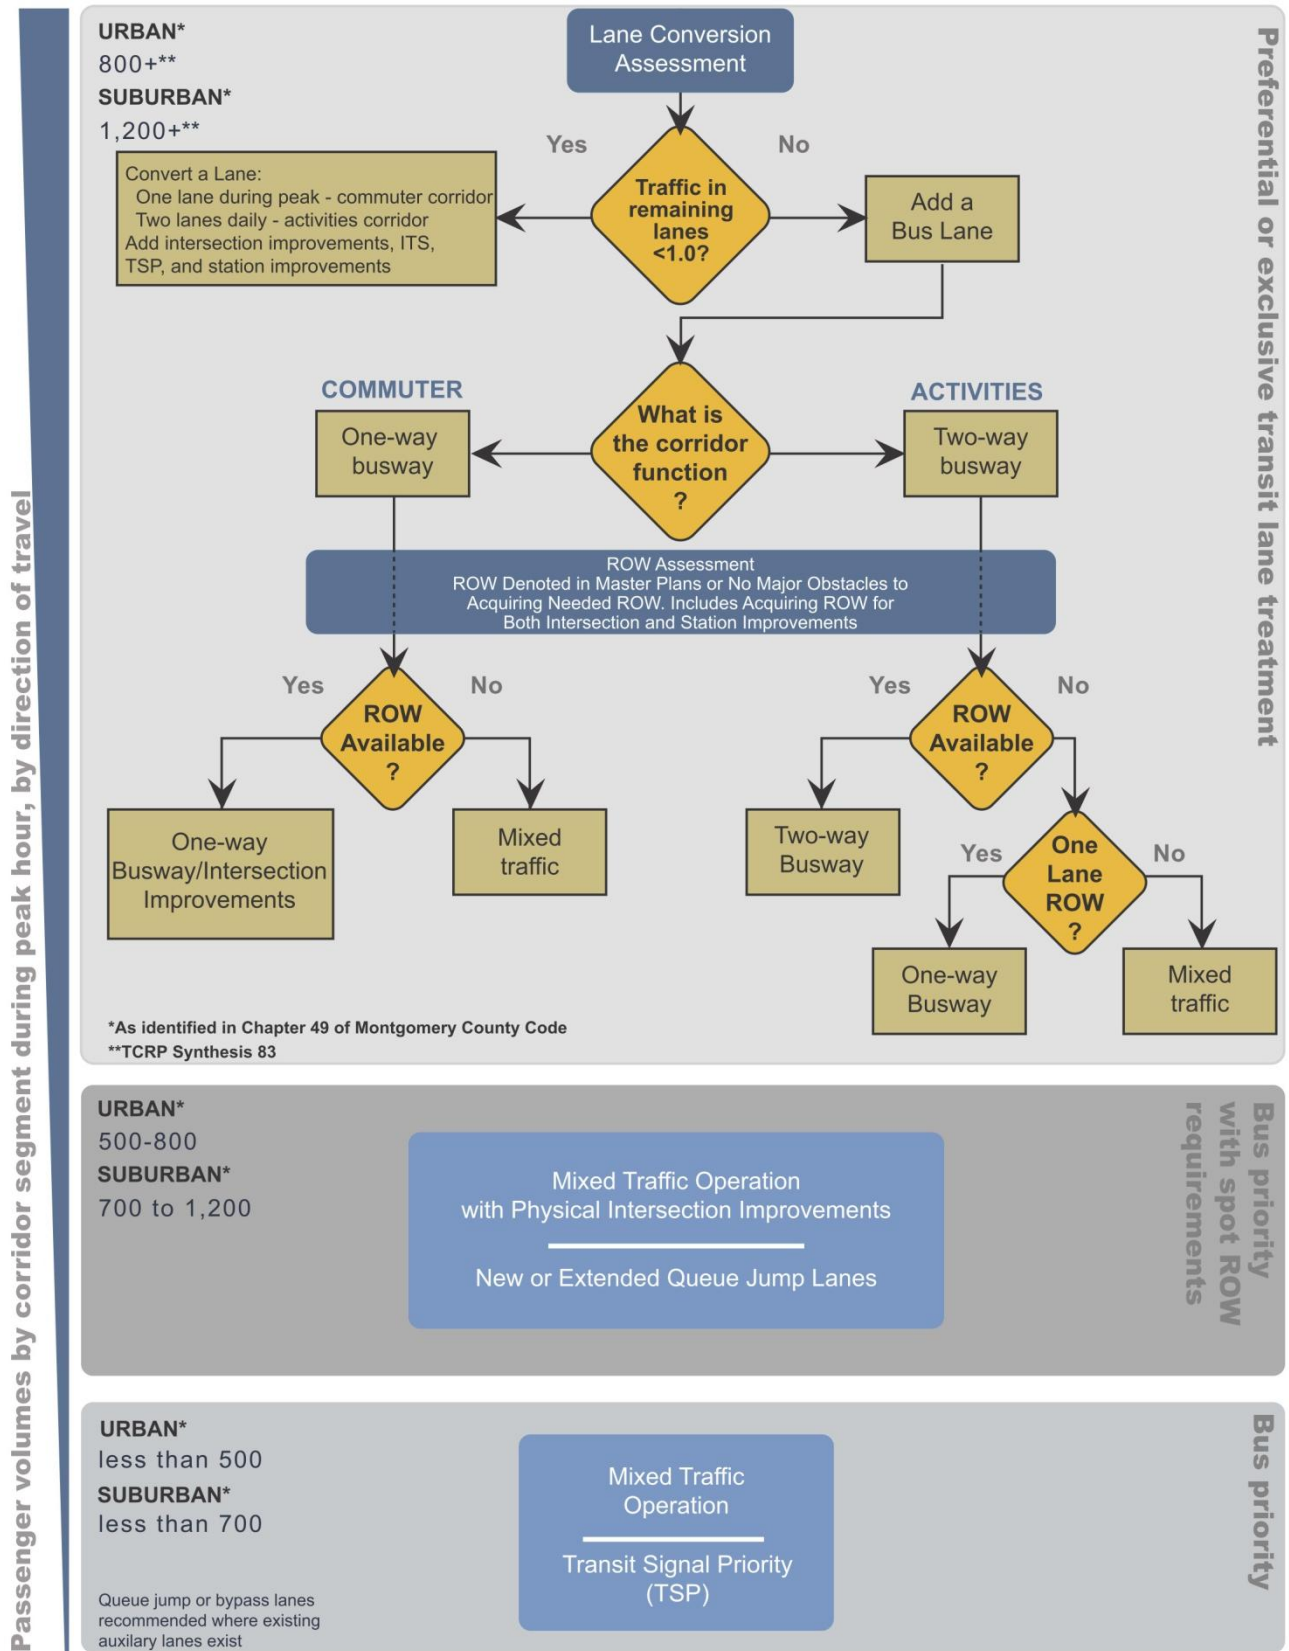 Passenger volumes by corridor segment during peak hour, by direction of travel
URBAN*
800+**
SUBURBAN*
1,200+**
Lane Conversion
Assessment
Preferential or exclusive transit lane treatment
Yes
No
Convert a Lane:
One lane during peak - commuter corridor
Two lanes daily - activities corridor
Add intersection improvements, ITS,
TSP, and station improvements
Traffic in
remaining
lanes
<1.0?
Add a
Bus Lane
COMMUTER
One-way
busway
What is
the corridor
function
?
ACTIVITIES
Two-way
busway
ROW Assessment
ROW Denoted in Master Plans or No Major Obstacles to
Acquiring Needed ROW. Includes Acquiring ROW for
Both Intersection and Station Improvements
Yes
No
ROW
Available
?
One-way
Busway/Intersection
Improvements
Mixed
traffic
Yes
No
ROW
Available
?
Two-way
Busway
Yes
No
One
Lane
ROW
?
One-way
Busway
Mixed
traffic
*As identified in Chapter 49 of Montgomery County Code
**TCRP Synthesis 83
URBAN*
500-800
SUBURBAN*
700 to 1,200
Mixed Traffic Operation
with Physical Intersection Improvements
New or Extended Queue Jump Lanes
Bus priority
with spot ROW
requirements
URBAN*
less than 500
SUBURBAN*
less than 700
Queue jump or bypass lanes
recommended where existing
auxilary lanes exist
Mixed Traffic
Operation
Transit Signal Priority
(TSP)
Bus priority